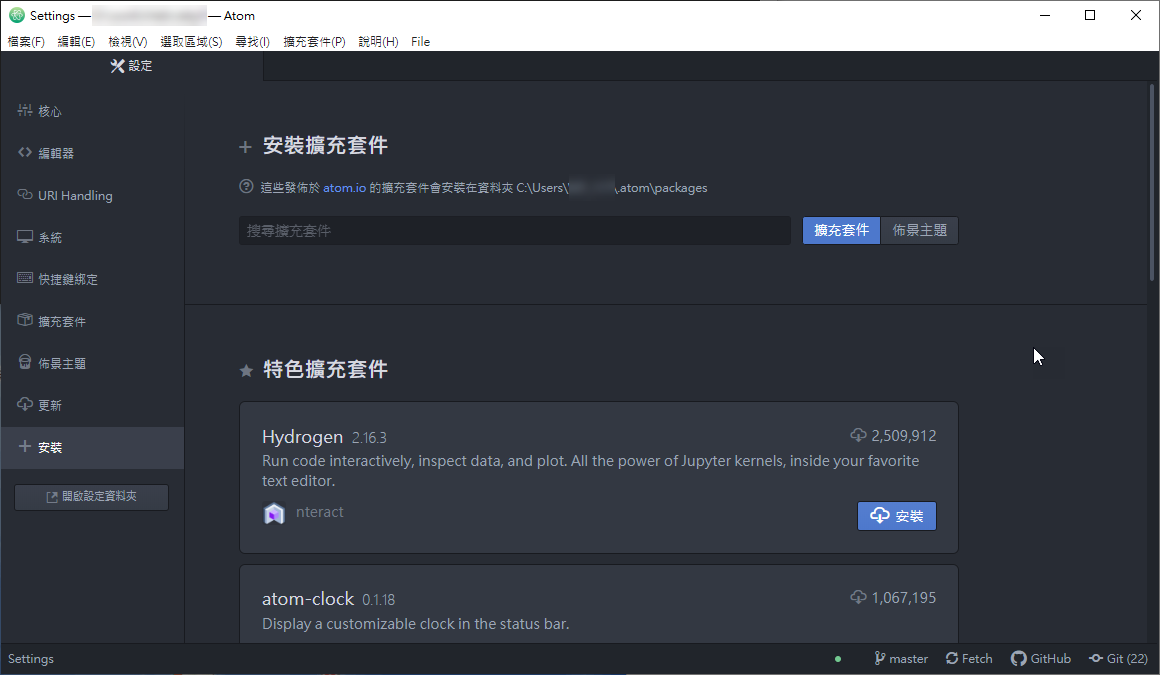 Settings — — Atom
檔案(F) 編輯(E) 檢視(V) 選取區域(S) 尋找(I) 擴充套件(P) 說明(H) File
設定
核心
編輯器
URI Handling
系統
快捷鍵綁定
擴充套件
佈景主題
更新
安裝
開啟設定資料夾
安裝擴充套件
這些發佈於 atom.io 的擴充套件會安裝在資料夾 C:\Users\ \.atom\packages
搜尋擴充套件
擴充套件 佈景主題
特色擴充套件
Hydrogen 2.16.3 2,509,912
Run code interactively, inspect data, and plot. All the power of Jupyter kernels, inside your favorite
text editor.
nteract 安裝
atom-clock 0.1.18 1,067,195
Display a customizable clock in the status bar.
Settings master Fetch GitHub Git (22)